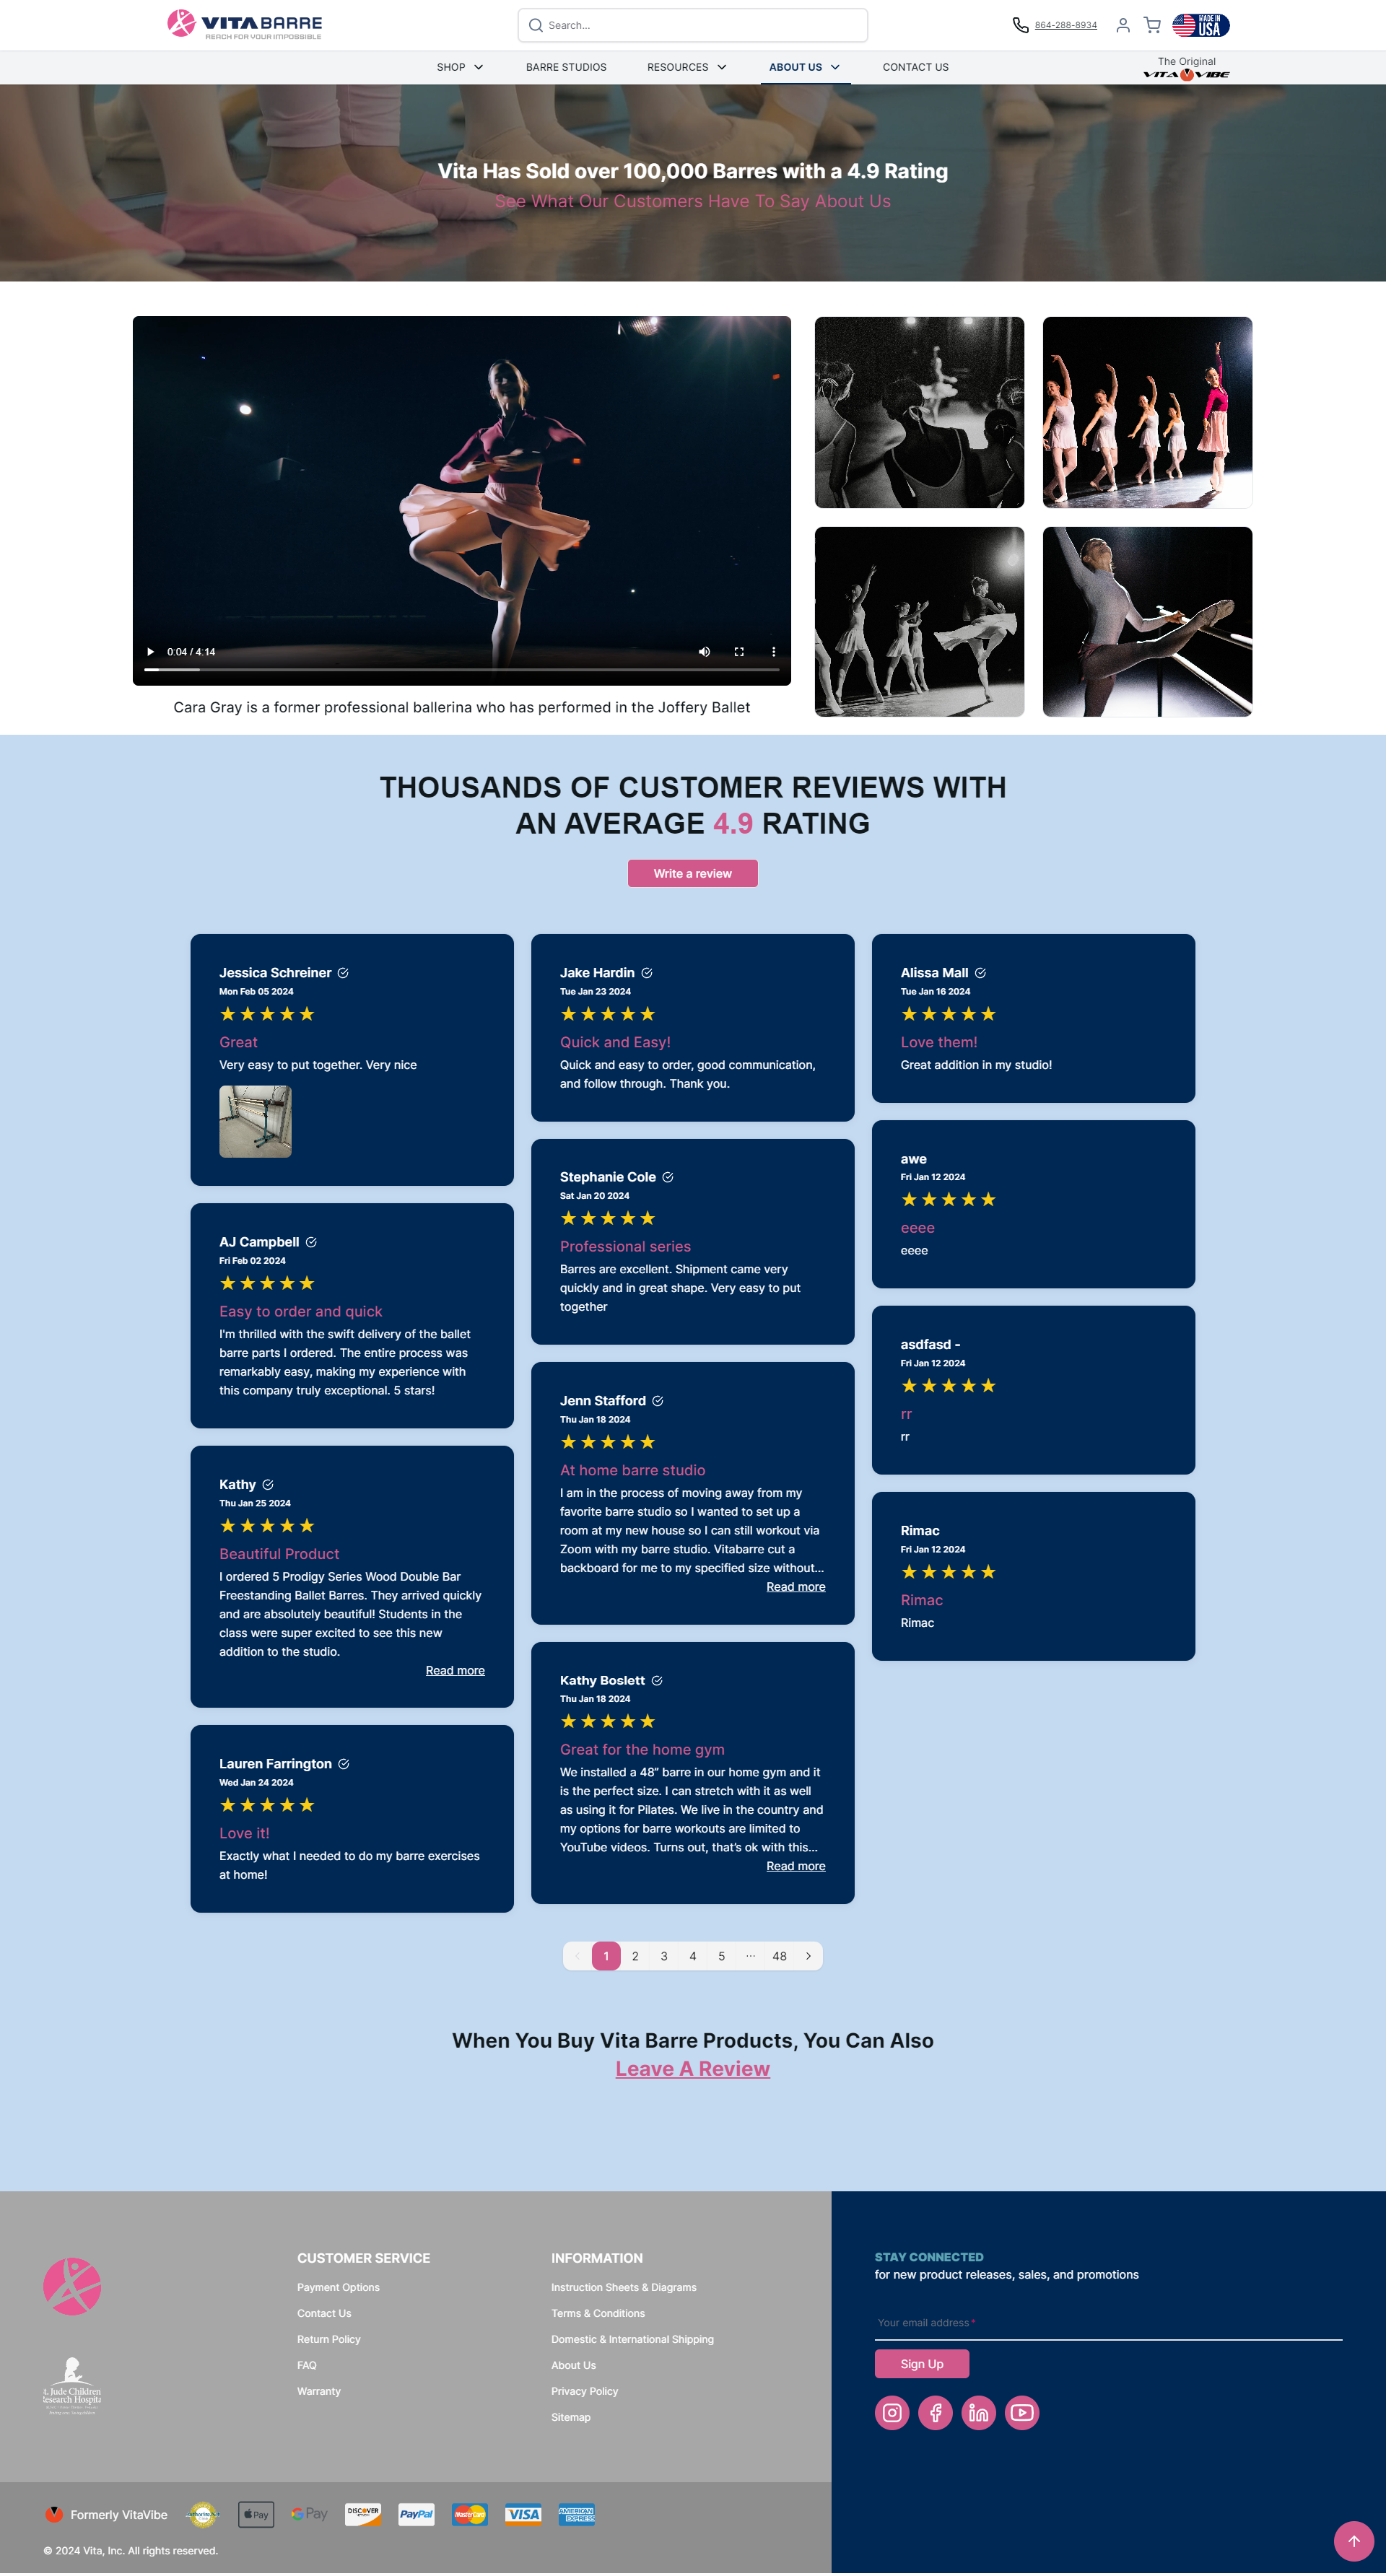 VITA BARRE
REACH FOR YOUR IMPOSSIBLE
Search...
864-288-8934
MADE IN
USA
SHOP
BARRE STUDIOS
RESOURCES
ABOUT US
CONTACT US
The Original
VITA VIBE
Vita Has Sold over 100,000 Barres with a 4.9 Rating
See What Our Customers Have To Say About Us
0:04 / 4:14
Cara Gray is a former professional ballerina who has performed in the Joffery Ballet
THOUSANDS OF CUSTOMER REVIEWS WITH
AN AVERAGE 4.9 RATING
Write a review
Jessica Schreiner
Mon Feb 05 2024
Great
Very easy to put together. Very nice
AJ Campbell
Fri Feb 02 2024
Easy to order and quick
I'm thrilled with the swift delivery of the ballet
barre parts I ordered. The entire process was
remarkably easy, making my experience with
this company truly exceptional. 5 stars!
Kathy
Thu Jan 25 2024
Beautiful Product
I ordered 5 Prodigy Series Wood Double Bar
Freestanding Ballet Barres. They arrived quickly
and are absolutely beautiful! Students in the
class were super excited to see this new
addition to the studio.
Read more
Lauren Farrington
Wed Jan 24 2024
Love it!
Exactly what I needed to do my barre exercises
at home!
Jake Hardin
Tue Jan 23 2024
Quick and Easy!
Quick and easy to order, good communication,
and follow through. Thank you.
Stephanie Cole
Sat Jan 20 2024
Professional series
Barres are excellent. Shipment came very
quickly and in great shape. Very easy to put
together
Jenn Stafford
Thu Jan 18 2024
At home barre studio
I am in the process of moving away from my
favorite barre studio so I wanted to set up a
room at my new house so I can still workout via
Zoom with my barre studio. Vitabarre cut a
backboard for me to my specified size without...
Read more
Kathy Boslett
Thu Jan 18 2024
Great for the home gym
We installed a 48” barre in our home gym and it
is the perfect size. I can stretch with it as well
as using it for Pilates. We live in the country and
my options for barre workouts are limited to
YouTube videos. Turns out, that’s ok with this...
Read more
Alissa Mall
Tue Jan 16 2024
Love them!
Great addition in my studio!
awe
Fri Jan 12 2024
eeee
eeee
asdfasd -
Fri Jan 12 2024
rr
rr
Rimac
Fri Jan 12 2024
Rimac
Rimac
1 2 3 4 5 ... 48
When You Buy Vita Barre Products, You Can Also
Leave A Review
t. Jude Children
Research Hospita
CUSTOMER SERVICE
Payment Options
Contact Us
Return Policy
FAQ
Warranty
INFORMATION
Instruction Sheets & Diagrams
Terms & Conditions
Domestic & International Shipping
About Us
Privacy Policy
Sitemap
STAY CONNECTED
for new product releases, sales, and promotions
Your email address *
Sign Up
Formerly VitaVibe
Pay
G Pay
DISCOVER
PayPal
MasterCard
VISA
AMERICAN EXPRESS
© 2024 Vita, Inc. All rights reserved.